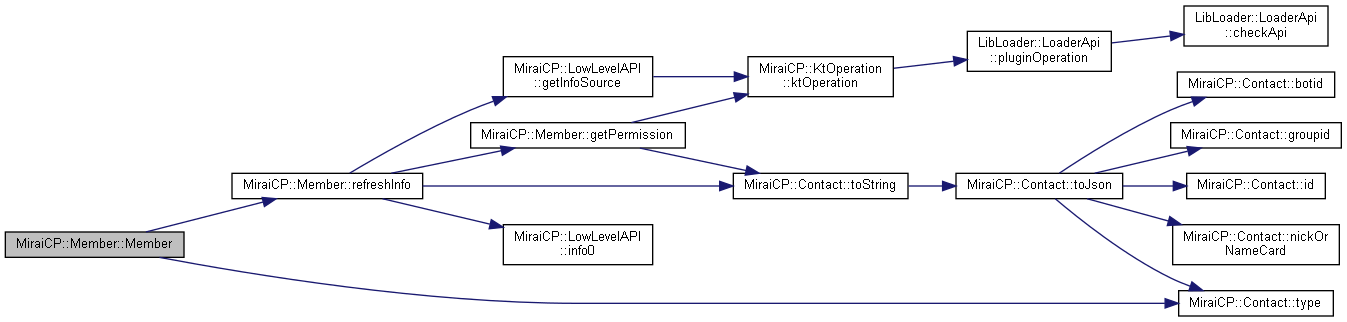 LibLoader::LoaderApi
::checkApi
LibLoader::LoaderApi
::pluginOperation
MiraiCP::LowLevelAPI
::getInfoSource
MiraiCP::KtOperation
::ktOperation
MiraiCP::Contact::botid
MiraiCP::Member::getPermission
MiraiCP::Contact::groupid
MiraiCP::Member::refreshInfo
MiraiCP::Contact::toString
MiraiCP::Contact::toJson
MiraiCP::Contact::id
MiraiCP::Member::Member
MiraiCP::LowLevelAPI
::info0
MiraiCP::Contact::nickOr
NameCard
MiraiCP::Contact::type